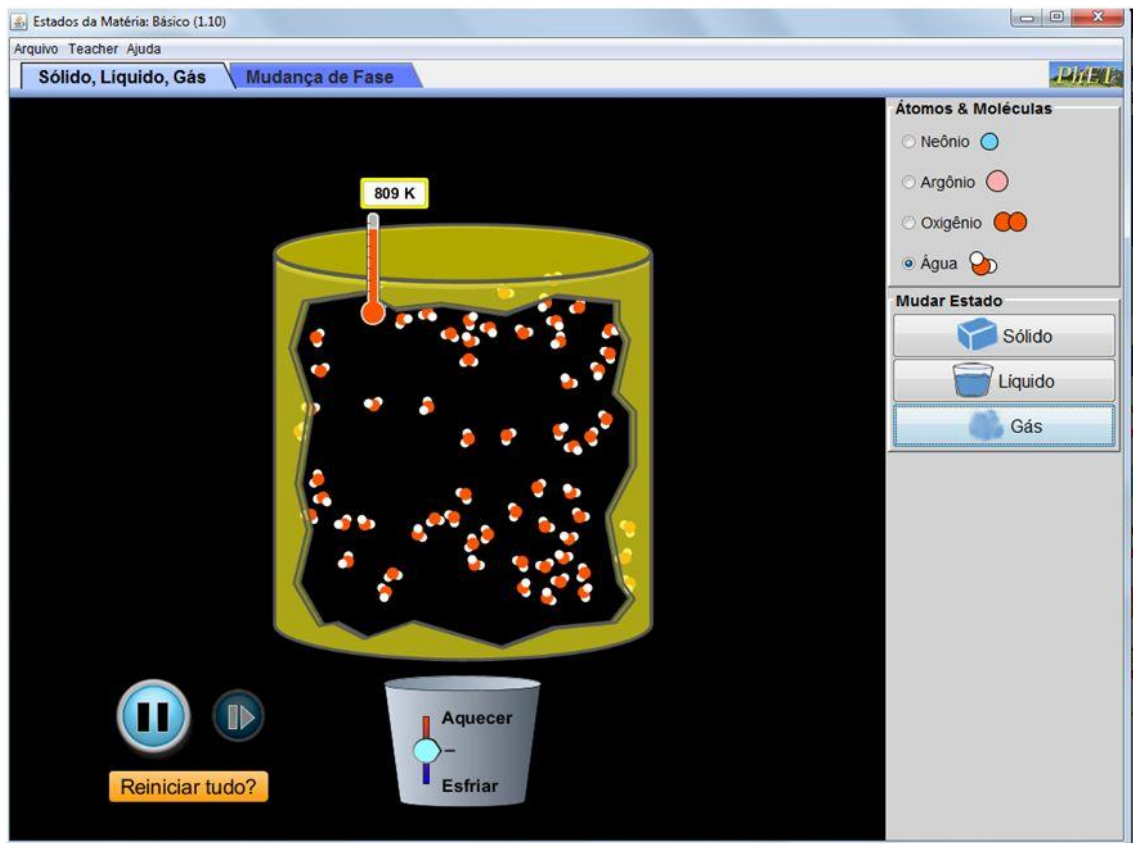 Estados da Matéria: Básico (1.10)
Arquivo Teacher Ajuda
Sólido, Líquido, Gás Mudança de Fase
PhET
Átomos & Moléculas
Neônio
Argônio
Oxigênio
Água
Mudar Estado
Sólido
Líquido
Gás
809 K
Aquecer
Esfriar
Reiniciar tudo?